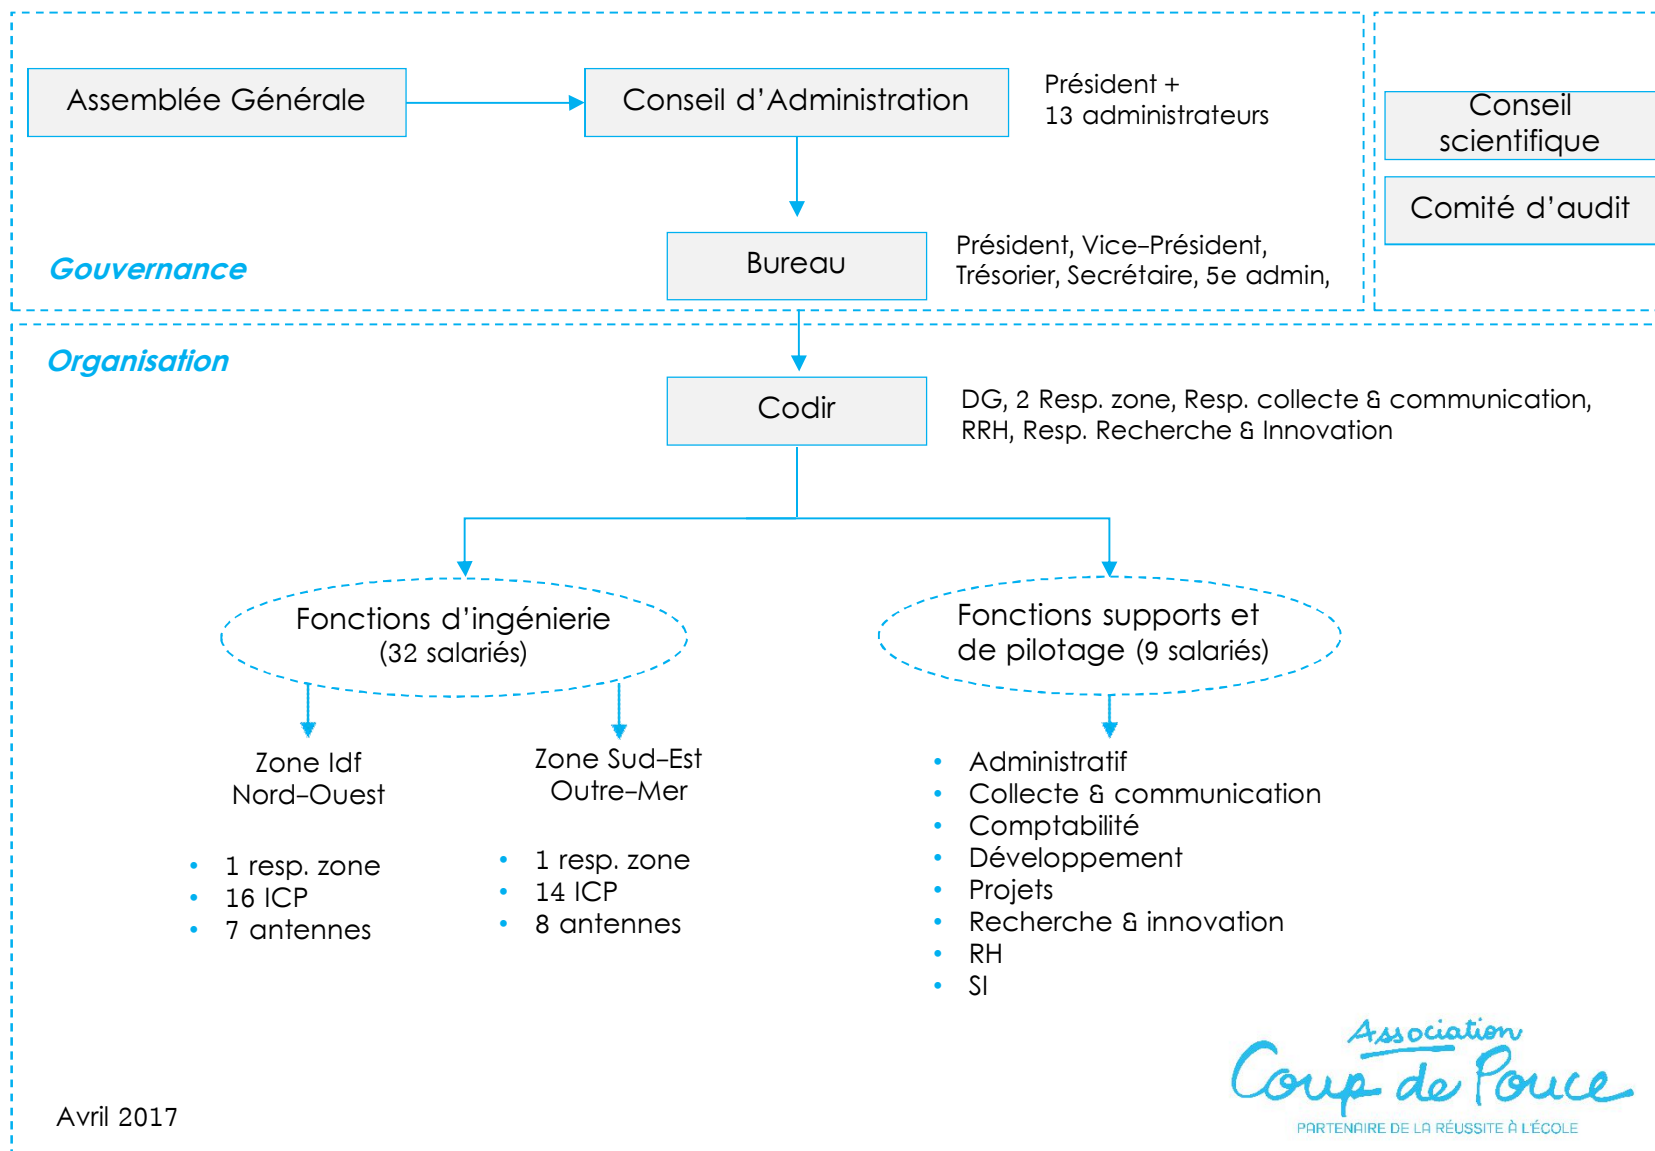 Assemblée Générale
Conseil d'Administration
Président +
13 administrateurs
Conseil
scientifique
Comité d'audit
Bureau
Président, Vice-Président,
Trésorier, Secrétaire, 5e admin,
Gouvernance
Organisation
Codir
DG, 2 Resp. zone, Resp. collecte & communication,
RRH, Resp. Recherche & Innovation
Fonctions d'ingénierie
(32 salariés)
Fonctions supports et
de pilotage (9 salariés)
Zone Idf
Nord-Ouest
• 1 resp. zone
• 16 ICP
• 7 antennes
Zone Sud-Est
Outre-Mer
• 1 resp. zone
• 14 ICP
• 8 antennes
• Administratif
• Collecte & communication
• Comptabilité
• Développement
• Projets
• Recherche & innovation
• RH
• SI
Association
Coup de Pouce
PARTENAIRE DE LA RÉUSSITE À L'ÉCOLE
Avril 2017